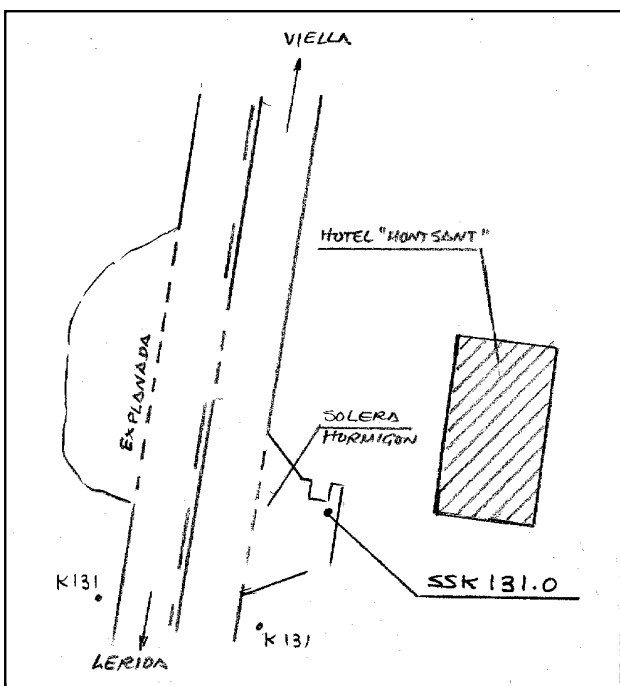 VIELLA
HOTEL "MONTSANT"
EXPLANADA
SOLERA
HORMIGON
K131
SSK 131.0
K131
LERIDA